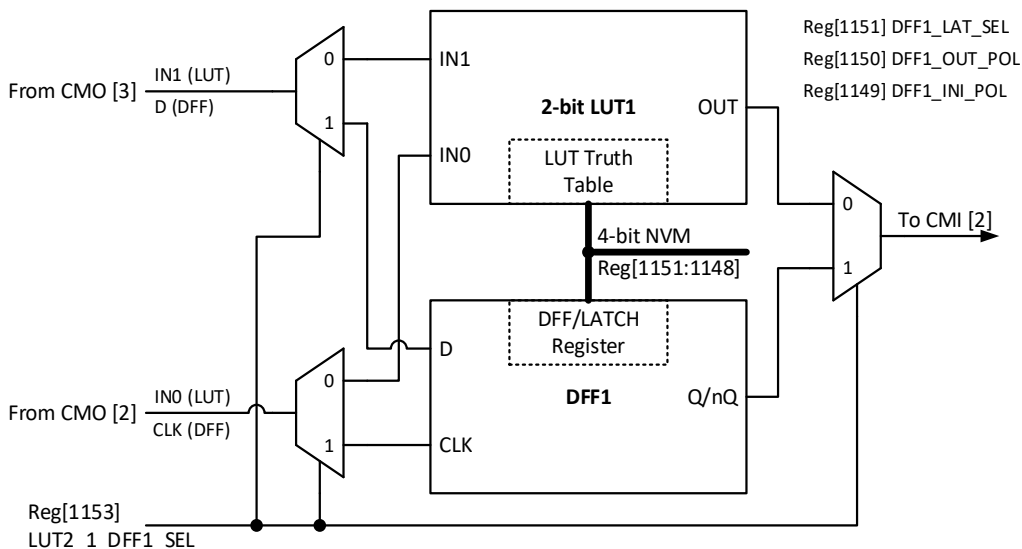 Reg[1151] DFF1_LAT_SEL
Reg[1150] DFF1_OUT_POL
Reg[1149] DFF1_INI_POL
From CMO [3]
IN1 (LUT)
D (DFF)
0
1
IN1
IN0
2-bit LUT1
OUT
LUT Truth
Table
4-bit NVM
Reg[1151:1148]
0
1
To CMI [2]
DFF/LATCH
Register
D
DFF1
Q/nQ
CLK
From CMO [2]
IN0 (LUT)
CLK (DFF)
0
1
Reg[1153]
LUT2_1_DFF1_SEL